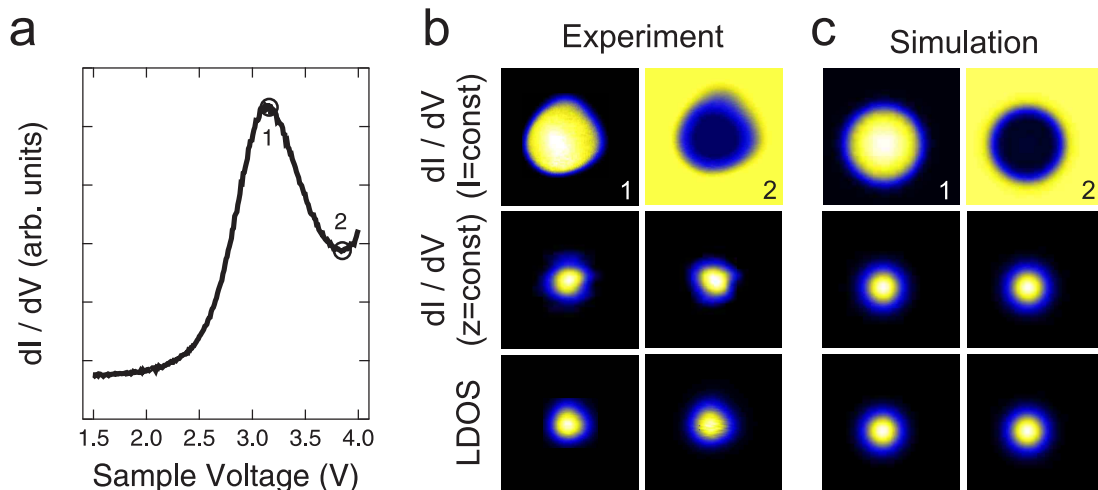 a
dI / dV (arb. units)
1
2
1.5 2.0 2.5 3.0 3.5 4.0
Sample Voltage (V)
b
Experiment
dI / dV
(I=const)
1
2
dI / dV
(z=const)
LDOS
c
Simulation
1
2